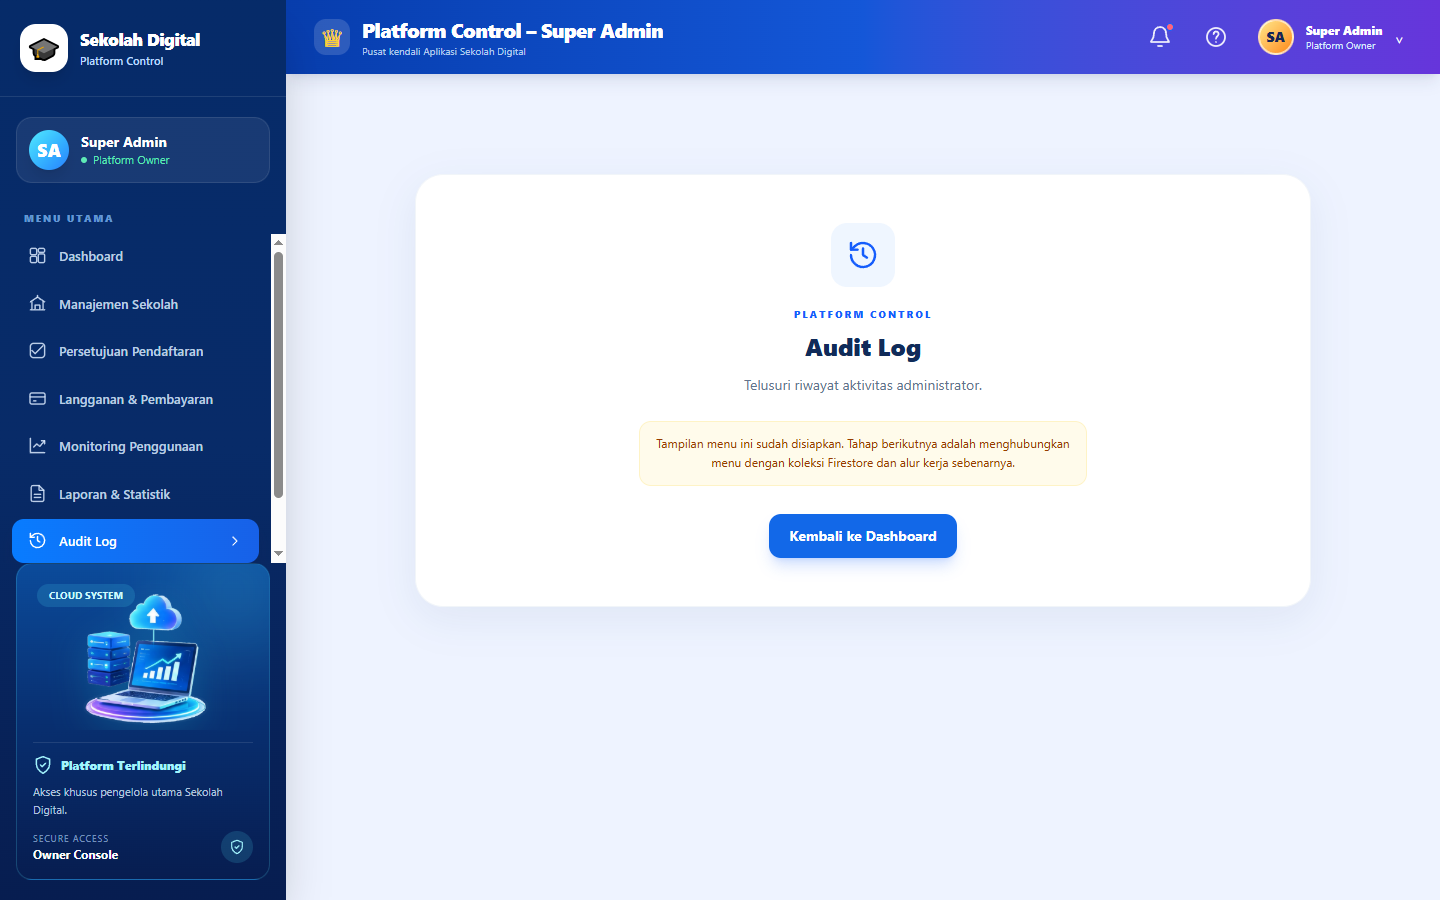 Sekolah Digital
Platform Control
SA
Super Admin
Platform Owner
MENU UTAMA
Dashboard
Manajemen Sekolah
Persetujuan Pendaftaran
Langganan & Pembayaran
Monitoring Penggunaan
Laporan & Statistik
Audit Log
CLOUD SYSTEM
Platform Terlindungi
Akses khusus pengelola utama Sekolah
Digital.
SECURE ACCESS
Owner Console
Platform Control – Super Admin
Pusat kendali Aplikasi Sekolah Digital
SA
Super Admin
Platform Owner
PLATFORM CONTROL
Audit Log
Telusuri riwayat aktivitas administrator.
Tampilan menu ini sudah disiapkan. Tahap berikutnya adalah menghubungkan
menu dengan koleksi Firestore dan alur kerja sebenarnya.
Kembali ke Dashboard